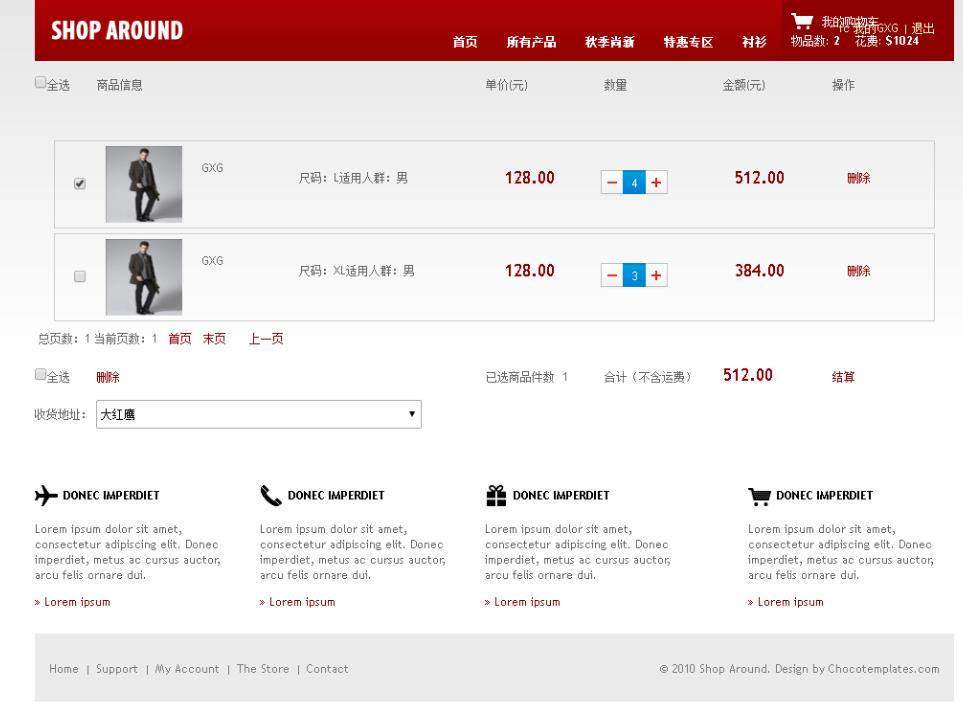 SHOP AROUND
首页 所有产品 秋季尚新 特惠专区 衬衫
我的购物车
我的GXG | 退出
物品数: 2 花费: $1024
全选 商品信息 单价(元) 数量 金额(元) 操作
GXG 尺码：L适用人群：男 128.00 − 4 + 512.00 删除
GXG 尺码：XL适用人群：男 128.00 − 3 + 384.00 删除
总页数：1 当前页数：1 首页 末页 上一页
全选 删除 已选商品件数 1 合计（不含运费） 512.00 结算
收货地址： 大红鹰
DONEC IMPERDIET
Lorem ipsum dolor sit amet,
consectetur adipiscing elit. Donec
imperdiet, metus ac cursus auctor,
arcu felis ornare dui.
» Lorem ipsum
DONEC IMPERDIET
Lorem ipsum dolor sit amet,
consectetur adipiscing elit. Donec
imperdiet, metus ac cursus auctor,
arcu felis ornare dui.
» Lorem ipsum
DONEC IMPERDIET
Lorem ipsum dolor sit amet,
consectetur adipiscing elit. Donec
imperdiet, metus ac cursus auctor,
arcu felis ornare dui.
» Lorem ipsum
DONEC IMPERDIET
Lorem ipsum dolor sit amet,
consectetur adipiscing elit. Donec
imperdiet, metus ac cursus auctor,
arcu felis ornare dui.
» Lorem ipsum
Home | Support | My Account | The Store | Contact
© 2010 Shop Around. Design by Chocotemplates.com